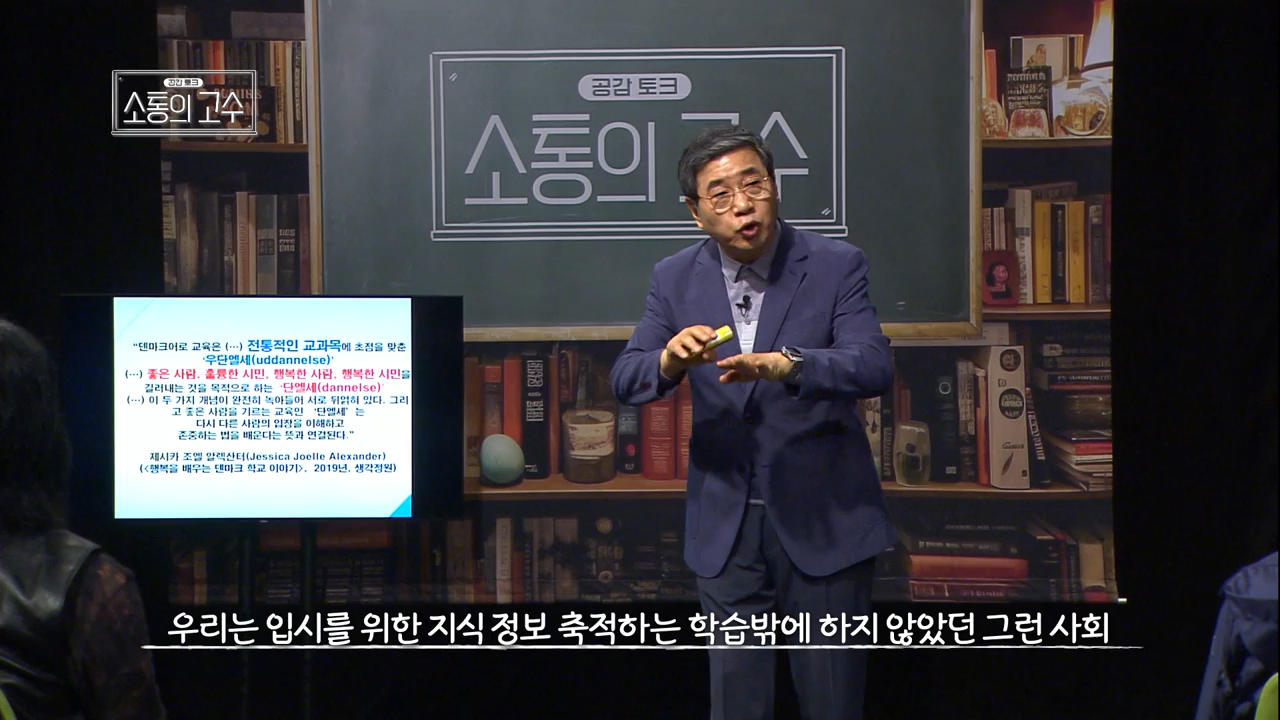 공감 토크
소통의 고수
공감 토크
소통의 고수
“덴마크어로 교육은 (…) 전통적인 교과목에 초점을 맞춘
‘우단엘세(uddannelse)’
(…) 좋은 사람, 훌륭한 시민, 행복한 사람, 행복한 시민을
길러내는 것을 목적으로 하는 ‘단엘세(dannelse)’
(…) 이 두 가지 개념이 완전히 녹아들어 서로 뒤얽히 있다. 그리
고 좋은 사람을 기르는 교육인 ‘단엘세’는
다시 다른 사람의 입장을 이해하고
존중하는 법을 배운다는 뜻과 연결된다.”
제시카 조엘 알렉산더(Jessica Joelle Alexander)
(<행복을 배우는 덴마크 학교 이야기>, 2019년, 생각정원)
우리는 입시를 위한 지식 정보 축적하는 학습밖에 하지 않았던 그런 사회